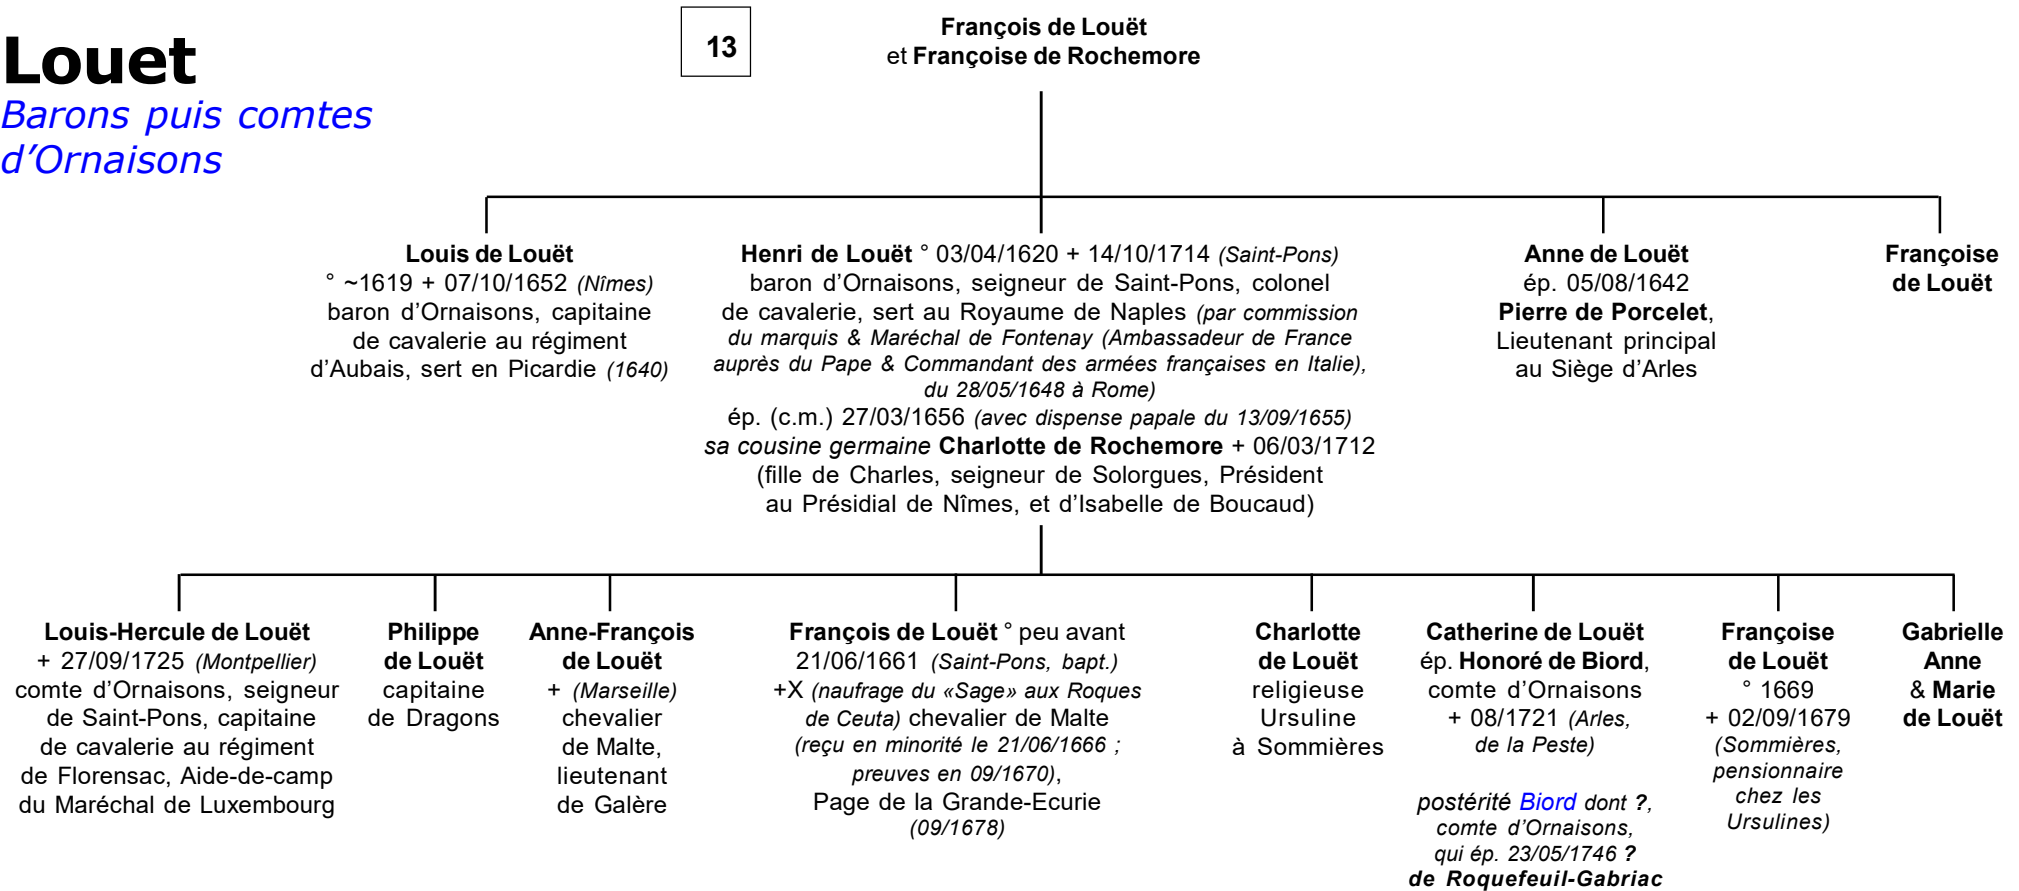 Louet
Barons puis comtes
d’Ornaisons
13
François de Louët
et Françoise de Rochemore
Louis de Louët
° ~1619 + 07/10/1652 (Nîmes)
baron d’Ornaisons, capitaine
de cavalerie au régiment
d’Aubais, sert en Picardie (1640)
Henri de Louët ° 03/04/1620 + 14/10/1714 (Saint-Pons)
baron d’Ornaisons, seigneur de Saint-Pons, colonel
de cavalerie, sert au Royaume de Naples (par commission
du marquis & Maréchal de Fontenay (Ambassadeur de France
auprès du Pape & Commandant des armées françaises en Italie),
du 28/05/1648 à Rome)
ép. (c.m.) 27/03/1656 (avec dispense papale du 13/09/1655)
sa cousine germaine Charlotte de Rochemore + 06/03/1712
(fille de Charles, seigneur de Solorgues, Président
au Présidial de Nîmes, et d’Isabelle de Boucaud)
Anne de Louët
ép. 05/08/1642
Pierre de Porcelet,
Lieutenant principal
au Siège d’Arles
Françoise
de Louët
Louis-Hercule de Louët
+ 27/09/1725 (Montpellier)
comte d’Ornaisons, seigneur
de Saint-Pons, capitaine
de cavalerie au régiment
de Florensac, Aide-de-camp
du Maréchal de Luxembourg
Philippe
de Louët
capitaine
de Dragons
Anne-François
de Louët
+ (Marseille)
chevalier
de Malte,
lieutenant
de Galère
François de Louët ° peu avant
21/06/1661 (Saint-Pons, bapt.)
+X (naufrage du «Sage» aux Roques
de Ceuta) chevalier de Malte
(reçu en minorité le 21/06/1666 ;
preuves en 09/1670),
Page de la Grande-Ecurie
(09/1678)
Charlotte
de Louët
religieuse
Ursuline
à Sommières
Catherine de Louët
ép. Honoré de Biord,
comte d’Ornaisons
+ 08/1721 (Arles,
de la Peste)
postérité Biord dont ?,
comte d’Ornaisons,
qui ép. 23/05/1746 ?
de Roquefeuil-Gabriac
Françoise
de Louët
° 1669
+ 02/09/1679
(Sommières,
pensionnaire
chez les
Ursulines)
Gabrielle
Anne
& Marie
de Louët